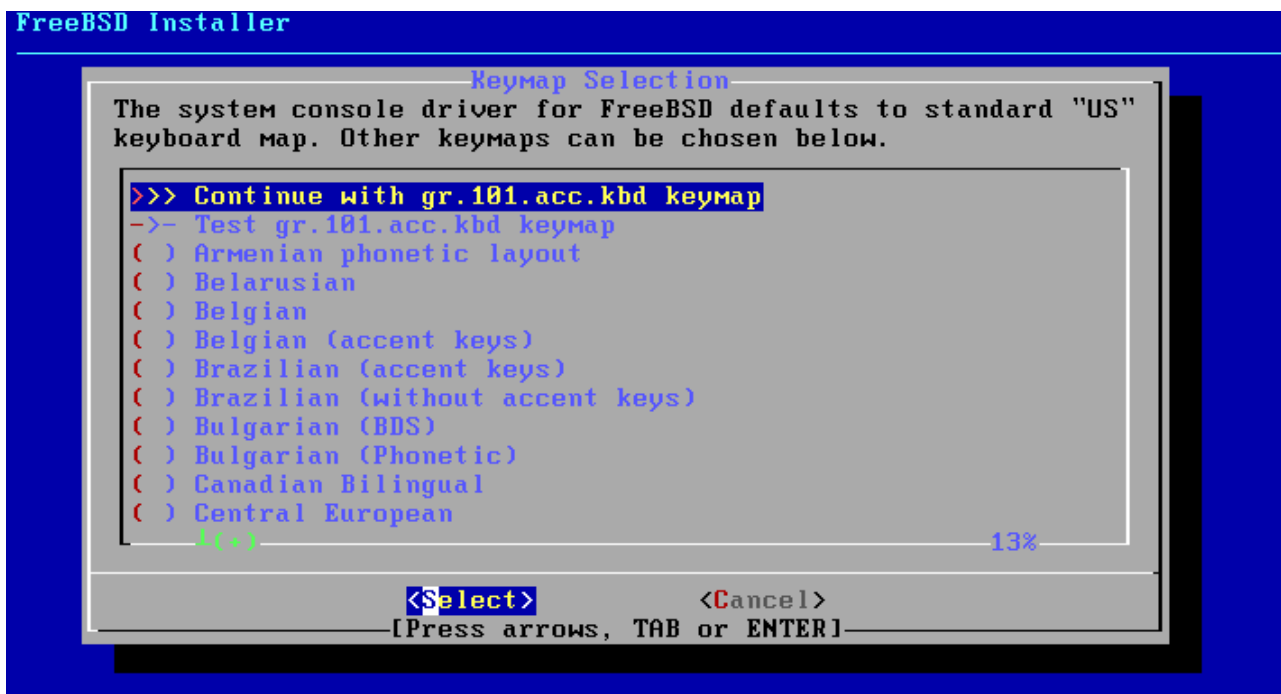 FreeBSD Installer
Keymap Selection
The system console driver for FreeBSD defaults to standard "US"
keyboard map. Other keymaps can be chosen below.
>>> Continue with gr.101.acc.kbd keymap
->- Test gr.101.acc.kbd keymap
( ) Armenian phonetic layout
( ) Belarusian
( ) Belgian
( ) Belgian (accent keys)
( ) Brazilian (accent keys)
( ) Brazilian (without accent keys)
( ) Bulgarian (BDS)
( ) Bulgarian (Phonetic)
( ) Canadian Bilingual
( ) Central European
┴(+) 13%
<Select> <Cancel>
[Press arrows, TAB or ENTER]